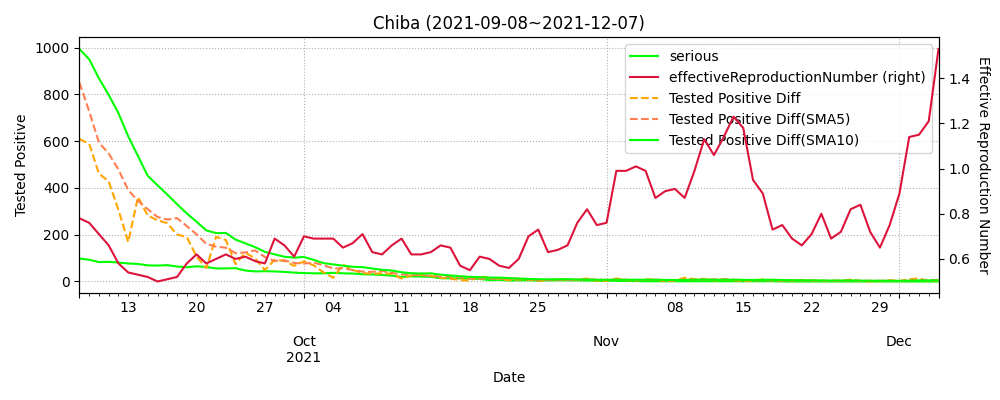 Chiba (2021-09-08~2021-12-07)
serious
effectiveReproductionNumber (right)
Tested Positive Diff
Tested Positive Diff(SMA5)
Tested Positive Diff(SMA10)
Tested Positive
1000
800
600
400
200
0
1.4
1.2
1.0
0.8
0.6
Effective Reproduction Number
13 20 27 04 11 18 25 08 15 22 29
Oct Nov Dec
2021
Date